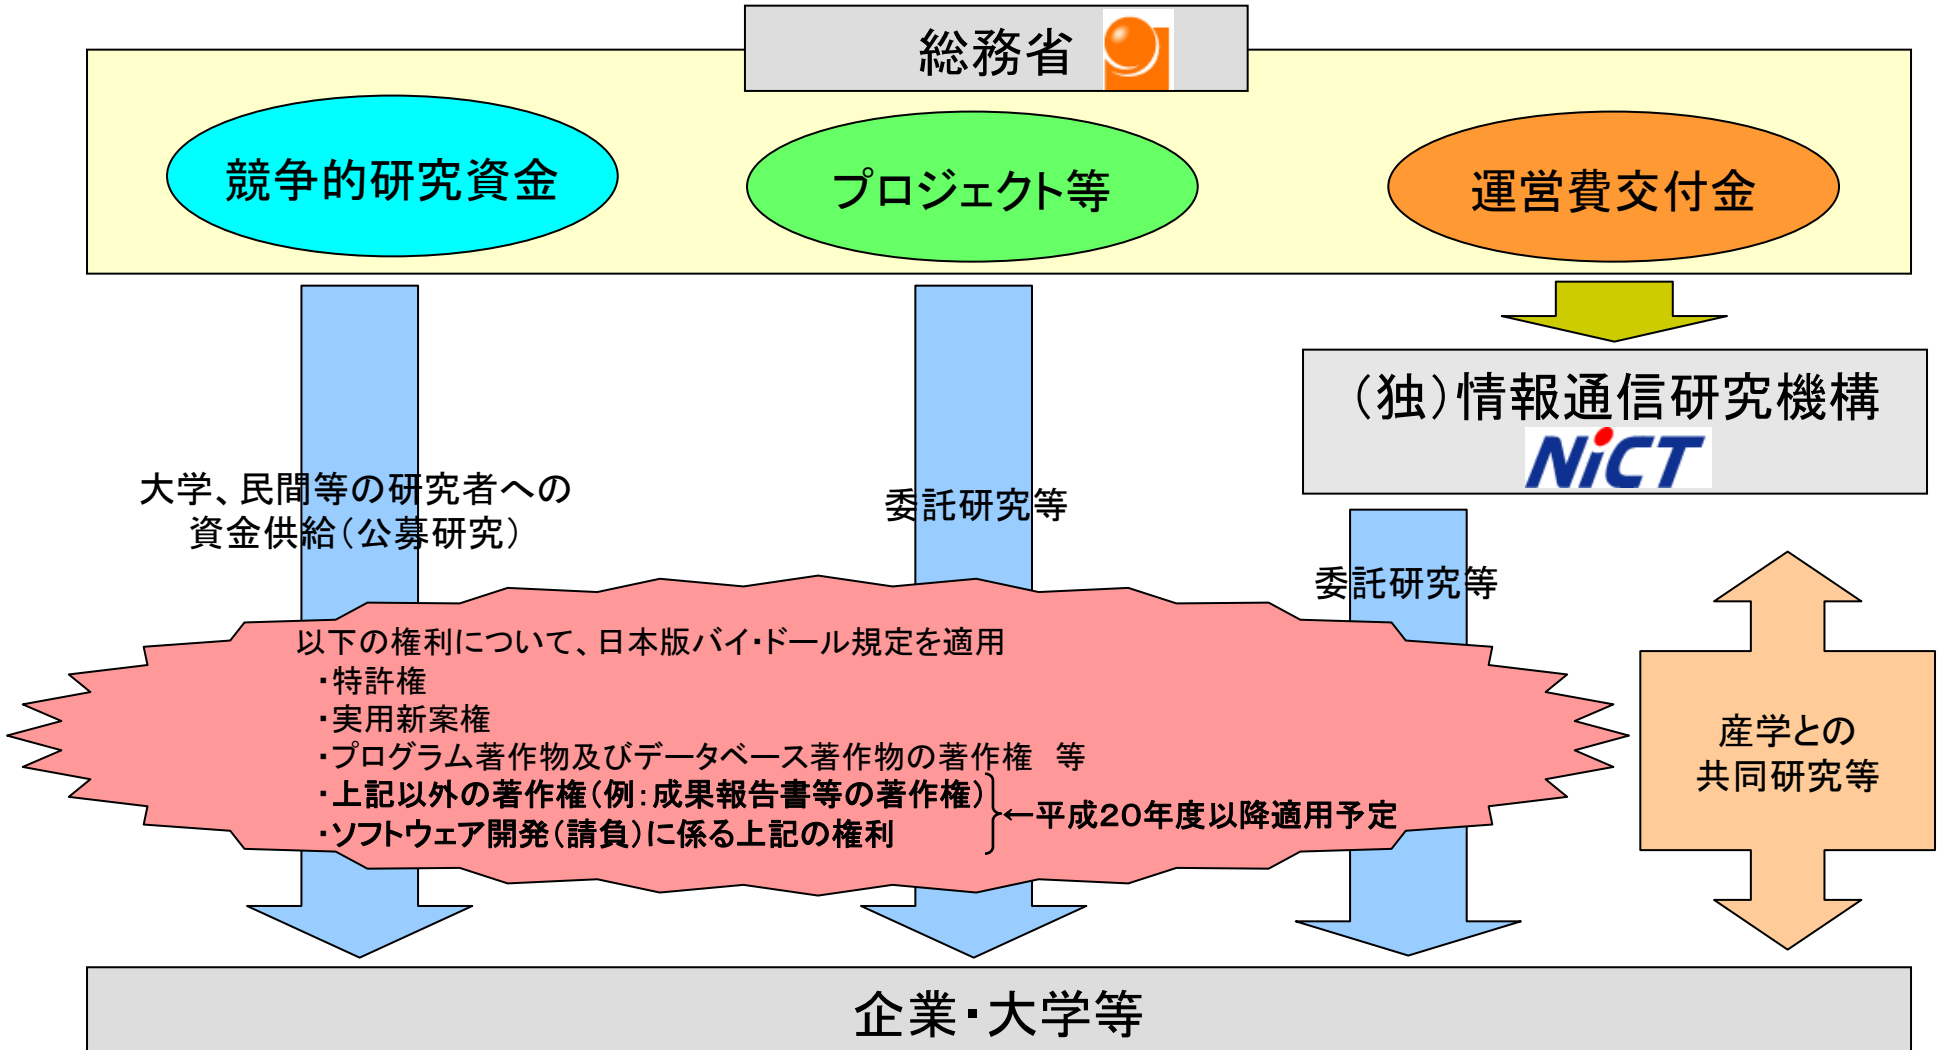 総務省
競争的研究資金
プロジェクト等
運営費交付金
（独）情報通信研究機構
NiCT
大学、民間等の研究者への
資金供給（公募研究）
委託研究等
委託研究等
以下の権利について、日本版バイ・ドール規定を適用
・特許権
・実用新案権
・プログラム著作物及びデータベース著作物の著作権　等
・上記以外の著作権（例：成果報告書等の著作権）
・ソフトウェア開発（請負）に係る上記の権利
←平成２０年度以降適用予定
産学との
共同研究等
企業・大学等